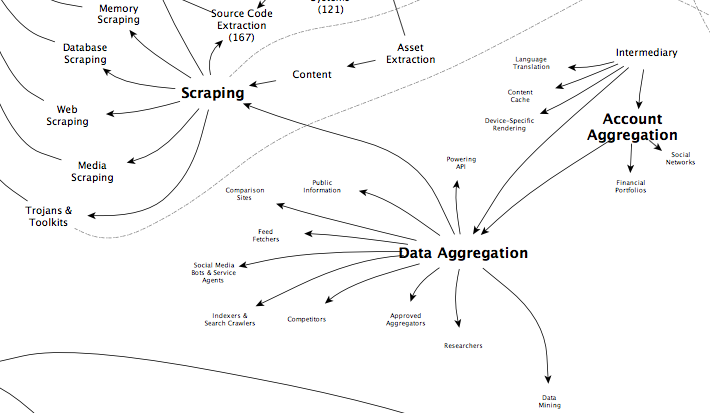 Memory
Scraping
Source Code
Extraction
(167)
(121)
Database
Scraping
Asset
Extraction
Content
Scraping
Web
Scraping
Media
Scraping
Trojans &
Toolkits
Intermediary
Language
Translation
Content
Cache
Device-Specific
Rendering
Account
Aggregation
Social
Networks
Financial
Portfolios
Powering
API
Public
Information
Comparison
Sites
Feed
Fetchers
Data Aggregation
Social Media
Bots & Service
Agents
Indexers &
Search Crawlers
Competitors
Approved
Aggregators
Researchers
Data
Mining